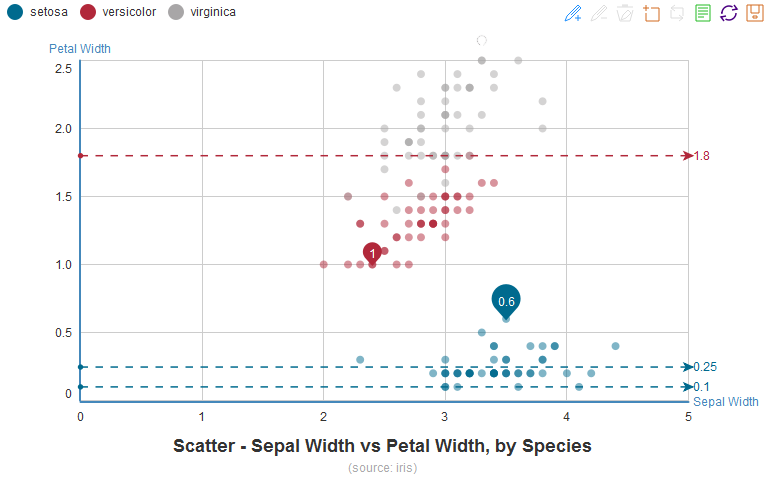 setosa versicolor virginica
Petal Width
2.5
2.0
1.8
1.5
1
1.0
0.6
0.5
0.25
0
0.1
Sepal Width
0 1 2 3 4 5
Scatter - Sepal Width vs Petal Width, by Species
(source: iris)